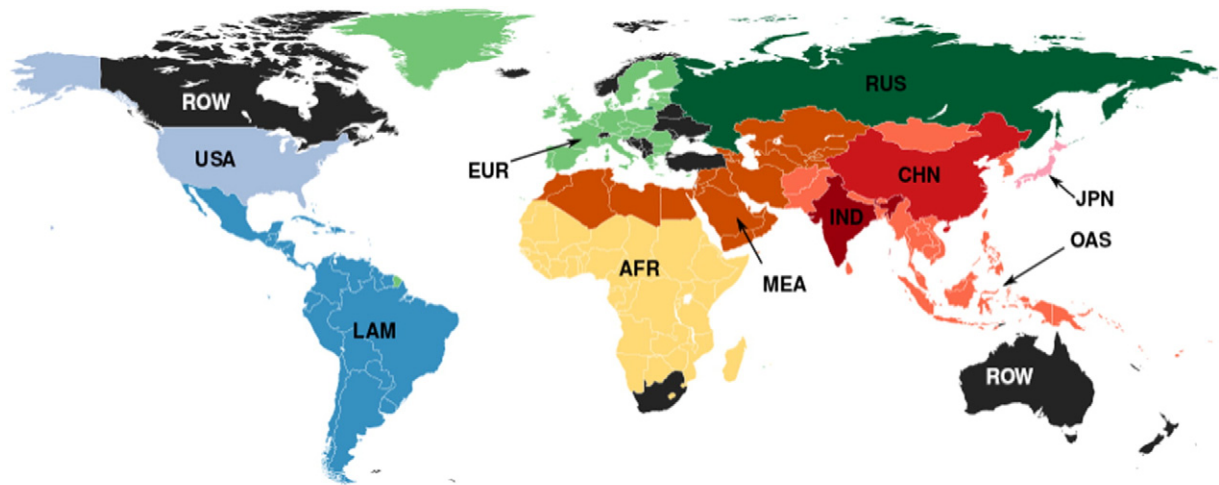 ROW
RUS
USA
EUR
CHN
JPN
IND
OAS
AFR
MEA
LAM
ROW